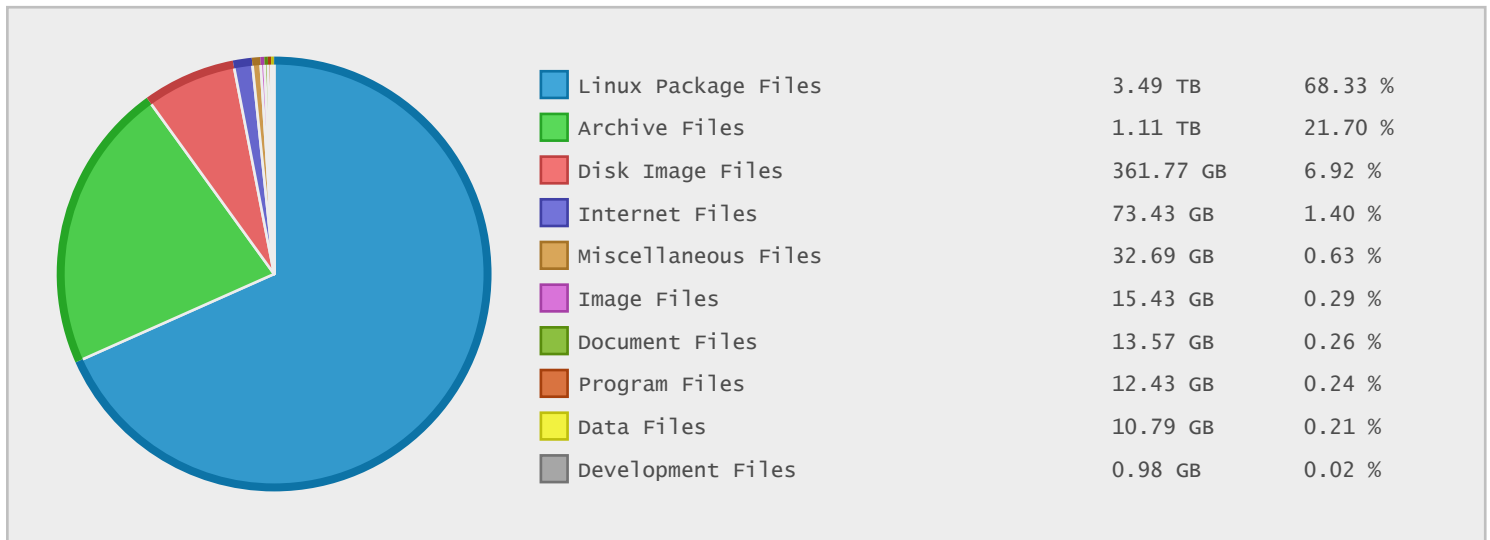 Linux Package Files 3.49 TB 68.33 %
Archive Files 1.11 TB 21.70 %
Disk Image Files 361.77 GB 6.92 %
Internet Files 73.43 GB 1.40 %
Miscellaneous Files 32.69 GB 0.63 %
Image Files 15.43 GB 0.29 %
Document Files 13.57 GB 0.26 %
Program Files 12.43 GB 0.24 %
Data Files 10.79 GB 0.21 %
Development Files 0.98 GB 0.02 %